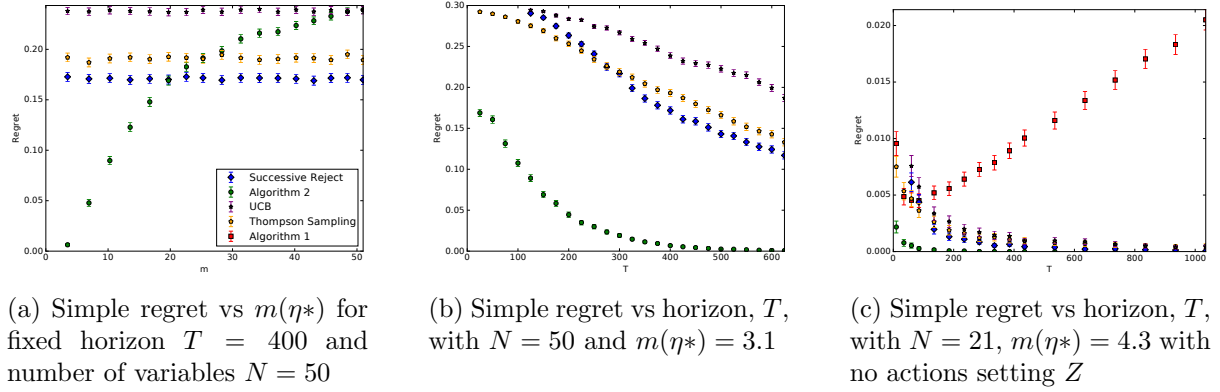 0.20
0.15
0.10
0.05
0.00
Regret
0
10
20
30
40
50
m
Successive Reject
Algorithm 2
UCB
Thompson Sampling
Algorithm 1
0.30
0.25
0.20
0.15
0.10
0.05
0.00
Regret
0
100
200
300
400
500
600
T
0.020
0.015
0.010
0.005
0.000
Regret
0
200
400
600
800
1000
T
(a) Simple regret vs m(η∗) for
fixed horizon T = 400 and
number of variables N = 50
(b) Simple regret vs horizon, T,
with N = 50 and m(η∗) = 3.1
(c) Simple regret vs horizon, T,
with N = 21, m(η∗) = 4.3 with
no actions setting Z